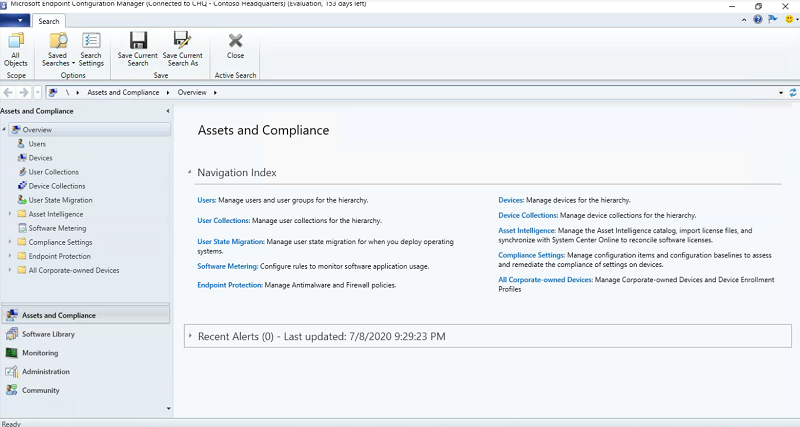 Microsoft Endpoint Configuration Manager (Connected to CHQ - Contoso Headquarters) (Evaluation, 153 days left)
Search
All Objects
Saved Searches
Search Settings
Save Current Search
Save Current Search As
Close
Scope
Options
Save
Active Search
\ Assets and Compliance Overview
Assets and Compliance
Overview
Users
Devices
User Collections
Device Collections
User State Migration
Asset Intelligence
Software Metering
Compliance Settings
Endpoint Protection
All Corporate-owned Devices
Assets and Compliance
Software Library
Monitoring
Administration
Community
Assets and Compliance
Navigation Index
Users: Manage users and user groups for the hierarchy.
User Collections: Manage user collections for the hierarchy.
User State Migration: Manage user state migration for when you deploy operating
systems.
Software Metering: Configure rules to monitor software application usage.
Endpoint Protection: Manage Antimalware and Firewall policies.
Devices: Manage devices for the hierarchy.
Device Collections: Manage device collections for the hierarchy.
Asset Intelligence: Manage the Asset Intelligence catalog, import license files, and
synchronize with System Center Online to reconcile software licenses.
Compliance Settings: Manage configuration items and configuration baselines to assess
and remediate the compliance of settings on devices.
All Corporate-owned Devices: Manage Corporate-owned Devices and Device Enrollment
Profiles
Recent Alerts (0) - Last updated: 7/8/2020 9:29:23 PM
Ready